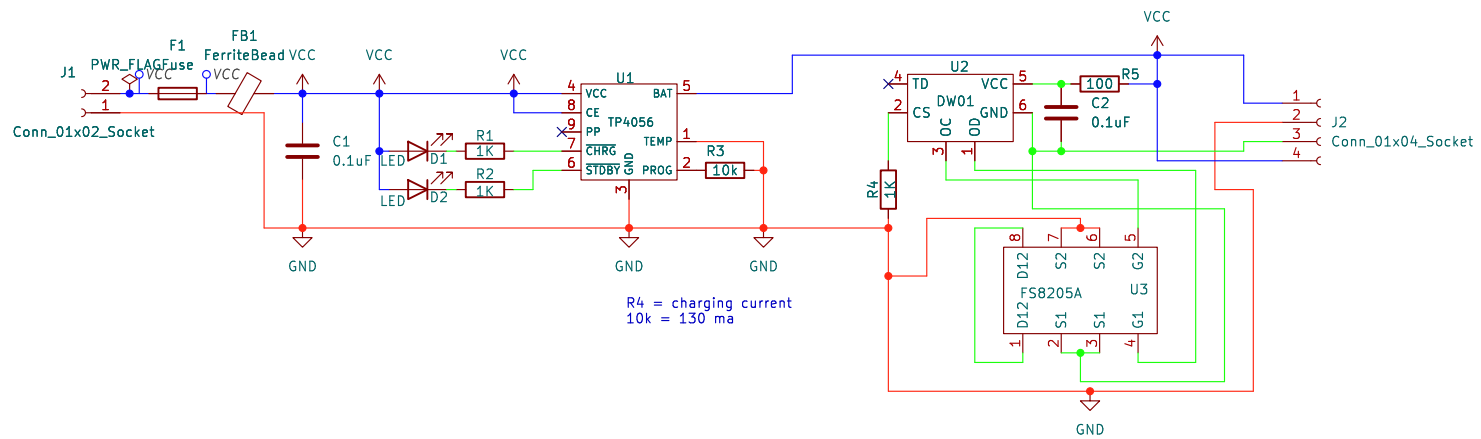 VCC
F1
FB1
PWR_FLAG
Fuse
FerriteBead
VCC
VCC
VCC
J1
2
VCC
VCC
1
Conn_01x02_Socket
C1
0.1uF
LED
D1
R1
1K
LED
D2
R2
1K
U1
TP4056
4
VCC
8
CE
9
PP
7
CHRG
6
STDBY
GND
3
BAT
5
TEMP
1
PROG
2
R3
10k
GND
GND
GND
R4 = charging current
10k = 130 ma
R4
1K
U2
DW01
4
TD
2
CS
VCC
5
GND
6
OC
3
OD
1
100
R5
C2
0.1uF
1
2
3
4
J2
Conn_01x04_Socket
8
7
6
5
D12
S2
S2
G2
FS8205A
U3
D12
S1
S1
G1
1
2
3
4
GND